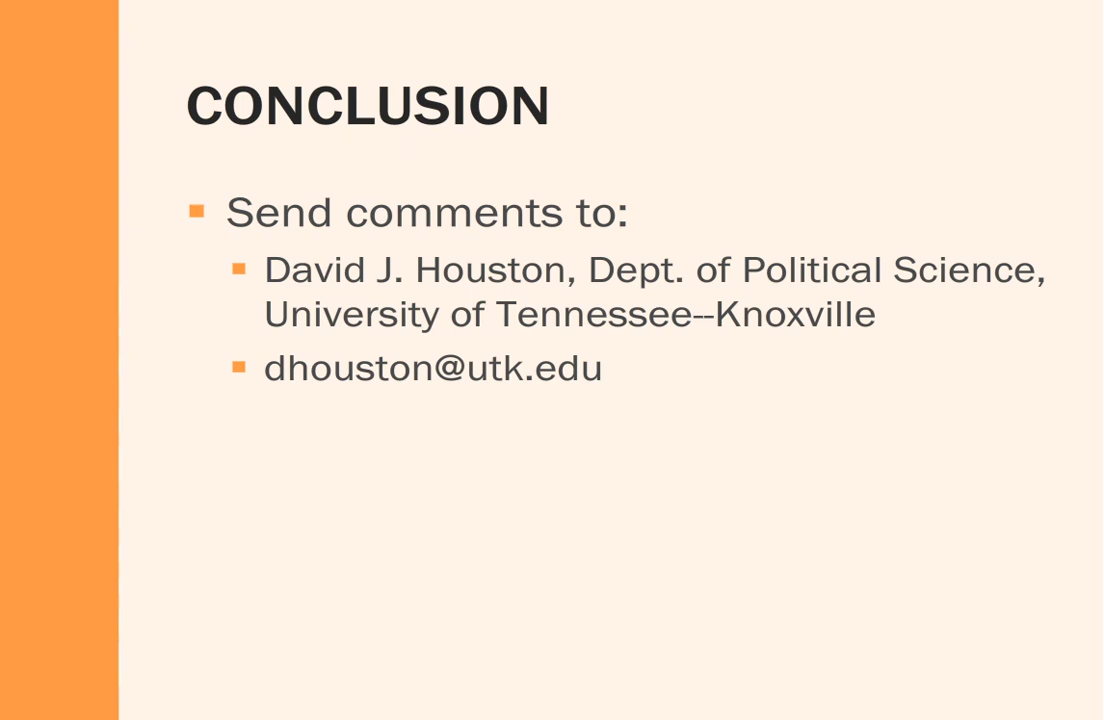 CONCLUSION
Send comments to:
David J. Houston, Dept. of Political Science,
University of Tennessee--Knoxville
dhouston@utk.edu